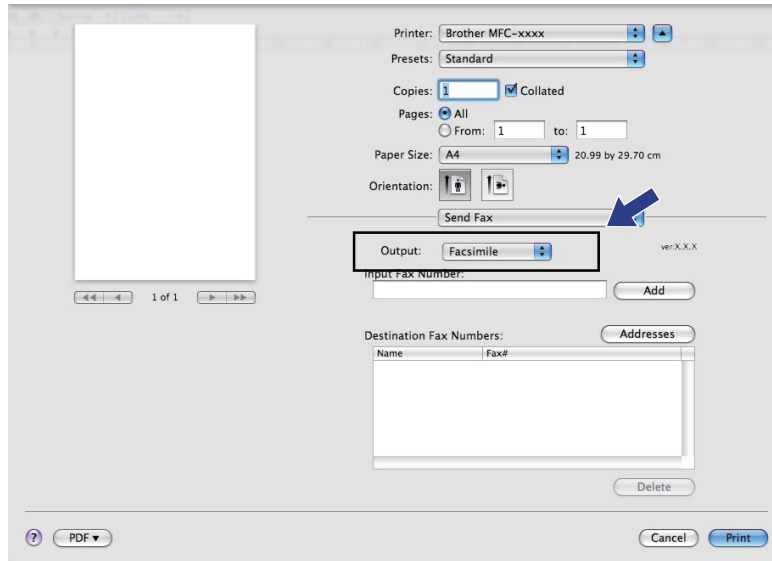 Printer: Brother MFC-xxxx
Presets: Standard
Copies: 1 Collated
Pages: All
From: 1 to: 1
Paper Size: A4 20.99 by 29.70 cm
Orientation:
Send Fax
Output: Facsimile ver:X.X.X
Input Fax Number:
Add
1 of 1
Destination Fax Numbers: Addresses
Name Fax#
Delete
? PDF Cancel Print